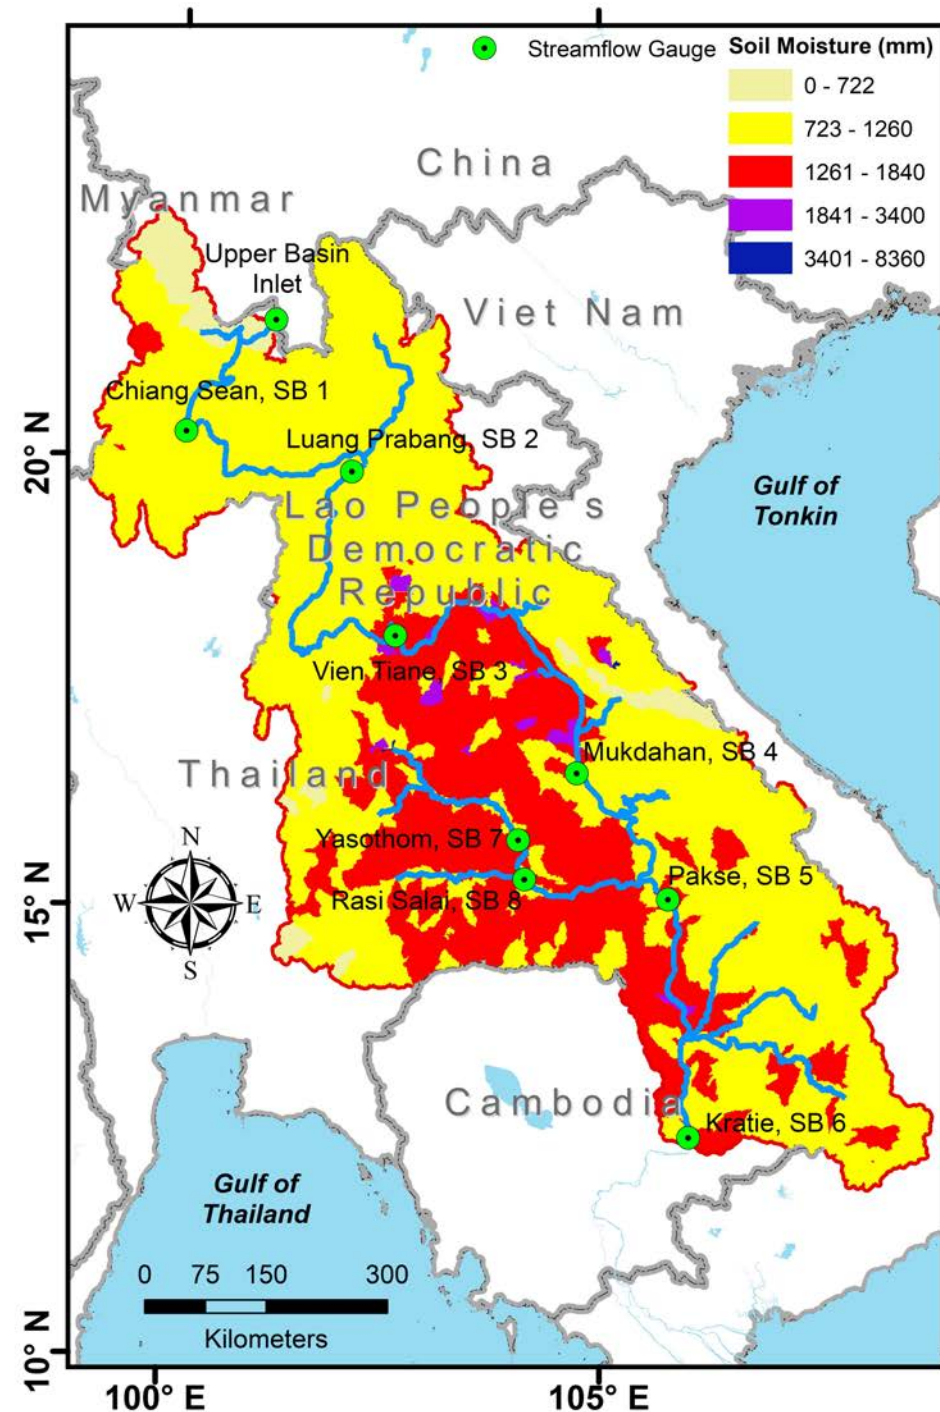 Streamflow Gauge
Soil Moisture (mm)
0 - 722
723 - 1260
1261 - 1840
1841 - 3400
3401 - 8360
China
Myanmar
Upper Basin
Inlet
Viet Nam
Chiang Sean, SB 1
Luang Prabang, SB 2
20° N
Gulf of
Tonkin
Lao People's
Democratic
Republic
Vien Tiane, SB 3
Mukdahan, SB 4
Thailand
Yasothom, SB 7
N
W
E
S
Rasi Salai, SB 8
Pakse, SB 5
15° N
Cambodia
Kratie, SB 6
Gulf of
Thailand
0 75 150 300
Kilometers
10° N
100° E
105° E